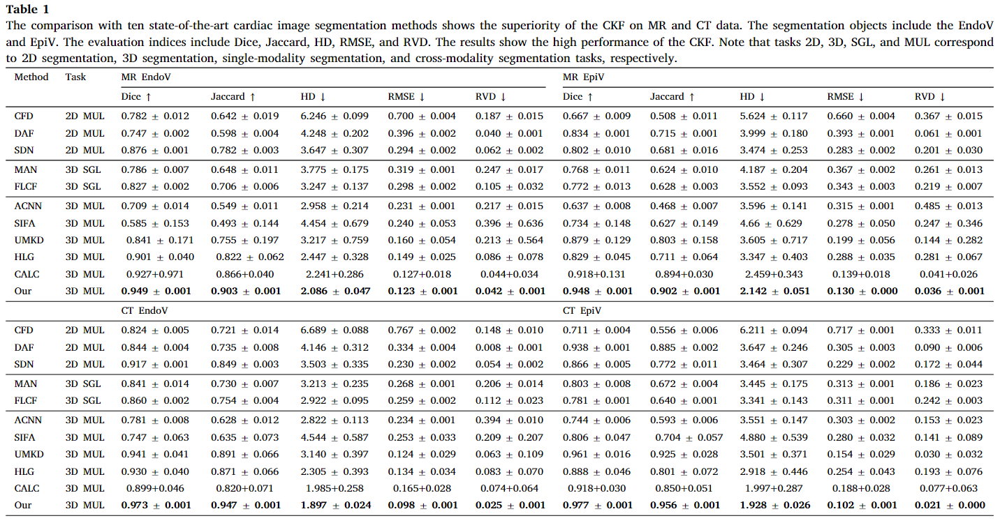 Table 1
The comparison with ten state-of-the-art cardiac image segmentation methods shows the superiority of the CKF on MR and CT data. The segmentation objects include the EndoV
and EpiV. The evaluation indices include Dice, Jaccard, HD, RMSE, and RVD. The results show the high performance of the CKF. Note that tasks 2D, 3D, SGL, and MUL correspond
to 2D segmentation, 3D segmentation, single-modality segmentation, and cross-modality segmentation tasks, respectively.
Method Task MR EndoV MR EpiV
Dice ↑ Jaccard ↑ HD ↓ RMSE ↓ RVD ↓ Dice ↑ Jaccard ↑ HD ↓ RMSE ↓ RVD ↓
CFD 2D MUL 0.782 ± 0.012 0.642 ± 0.019 6.246 ± 0.099 0.700 ± 0.004 0.187 ± 0.015 0.667 ± 0.009 0.508 ± 0.011 5.624 ± 0.117 0.660 ± 0.004 0.367 ± 0.015
DAF 2D MUL 0.747 ± 0.002 0.598 ± 0.004 4.248 ± 0.202 0.396 ± 0.002 0.040 ± 0.001 0.834 ± 0.001 0.715 ± 0.001 3.999 ± 0.180 0.393 ± 0.001 0.061 ± 0.001
SDN 2D MUL 0.876 ± 0.001 0.782 ± 0.003 3.647 ± 0.307 0.294 ± 0.002 0.062 ± 0.002 0.802 ± 0.010 0.681 ± 0.016 3.474 ± 0.253 0.283 ± 0.002 0.201 ± 0.030
MAN 3D SGL 0.786 ± 0.007 0.648 ± 0.011 3.775 ± 0.175 0.319 ± 0.001 0.247 ± 0.017 0.768 ± 0.011 0.624 ± 0.010 4.187 ± 0.204 0.367 ± 0.002 0.261 ± 0.013
FLCF 3D SGL 0.827 ± 0.002 0.706 ± 0.006 3.247 ± 0.137 0.298 ± 0.002 0.105 ± 0.032 0.772 ± 0.013 0.628 ± 0.003 3.552 ± 0.093 0.343 ± 0.003 0.219 ± 0.007
ACNN 3D MUL 0.709 ± 0.014 0.549 ± 0.011 2.958 ± 0.214 0.231 ± 0.001 0.217 ± 0.015 0.637 ± 0.008 0.468 ± 0.007 3.596 ± 0.141 0.315 ± 0.001 0.485 ± 0.013
SIFA 3D MUL 0.585 ± 0.153 0.493 ± 0.144 4.454 ± 0.679 0.240 ± 0.053 0.396 ± 0.636 0.734 ± 0.148 0.627 ± 0.149 4.66 ± 0.629 0.278 ± 0.050 0.247 ± 0.346
UMKD 3D MUL 0.841 ± 0.171 0.755 ± 0.197 3.217 ± 0.759 0.160 ± 0.054 0.213 ± 0.564 0.879 ± 0.129 0.803 ± 0.158 3.605 ± 0.717 0.199 ± 0.056 0.144 ± 0.282
HLG 3D MUL 0.901 ± 0.040 0.822 ± 0.062 2.447 ± 0.328 0.149 ± 0.025 0.086 ± 0.078 0.829 ± 0.045 0.711 ± 0.064 3.347 ± 0.403 0.288 ± 0.035 0.281 ± 0.067
CALC 3D MUL 0.927+0.971 0.866+0.040 2.241+0.286 0.127+0.018 0.044+0.034 0.918+0.131 0.894+0.030 2.459+0.343 0.139+0.018 0.041+0.026
Our 3D MUL 0.949 ± 0.001 0.903 ± 0.001 2.086 ± 0.047 0.123 ± 0.001 0.042 ± 0.001 0.948 ± 0.001 0.902 ± 0.001 2.142 ± 0.051 0.130 ± 0.000 0.036 ± 0.001
CT EndoV CT EpiV
CFD 2D MUL 0.824 ± 0.005 0.721 ± 0.014 6.689 ± 0.088 0.767 ± 0.002 0.148 ± 0.010 0.711 ± 0.004 0.556 ± 0.006 6.211 ± 0.094 0.717 ± 0.001 0.333 ± 0.011
DAF 2D MUL 0.844 ± 0.004 0.735 ± 0.008 4.146 ± 0.312 0.334 ± 0.004 0.008 ± 0.001 0.938 ± 0.001 0.885 ± 0.002 3.647 ± 0.246 0.305 ± 0.003 0.090 ± 0.006
SDN 2D MUL 0.917 ± 0.001 0.849 ± 0.003 3.503 ± 0.335 0.230 ± 0.002 0.054 ± 0.002 0.866 ± 0.005 0.772 ± 0.011 3.464 ± 0.307 0.229 ± 0.002 0.172 ± 0.044
MAN 3D SGL 0.841 ± 0.014 0.730 ± 0.007 3.213 ± 0.235 0.268 ± 0.001 0.206 ± 0.014 0.803 ± 0.008 0.672 ± 0.004 3.445 ± 0.175 0.313 ± 0.001 0.186 ± 0.023
FLCF 3D SGL 0.860 ± 0.002 0.754 ± 0.004 2.922 ± 0.095 0.259 ± 0.002 0.112 ± 0.023 0.781 ± 0.001 0.640 ± 0.001 3.341 ± 0.143 0.311 ± 0.001 0.242 ± 0.003
ACNN 3D MUL 0.781 ± 0.008 0.628 ± 0.012 2.822 ± 0.113 0.234 ± 0.001 0.394 ± 0.010 0.744 ± 0.006 0.593 ± 0.006 3.551 ± 0.147 0.303 ± 0.002 0.153 ± 0.023
SIFA 3D MUL 0.747 ± 0.063 0.635 ± 0.073 4.544 ± 0.587 0.253 ± 0.033 0.209 ± 0.207 0.806 ± 0.047 0.704 ± 0.057 4.880 ± 0.539 0.280 ± 0.032 0.141 ± 0.089
UMKD 3D MUL 0.941 ± 0.041 0.891 ± 0.066 3.140 ± 0.397 0.124 ± 0.029 0.063 ± 0.109 0.961 ± 0.016 0.925 ± 0.028 3.501 ± 0.371 0.154 ± 0.029 0.030 ± 0.032
HLG 3D MUL 0.930 ± 0.040 0.871 ± 0.066 2.305 ± 0.393 0.134 ± 0.034 0.083 ± 0.070 0.888 ± 0.046 0.801 ± 0.072 2.918 ± 0.446 0.254 ± 0.043 0.193 ± 0.076
CALC 3D MUL 0.899+0.046 0.820+0.071 1.985+0.258 0.165+0.028 0.074+0.064 0.918+0.030 0.850+0.051 1.997+0.287 0.188+0.028 0.077+0.063
Our 3D MUL 0.973 ± 0.001 0.947 ± 0.001 1.897 ± 0.024 0.098 ± 0.001 0.025 ± 0.001 0.977 ± 0.001 0.956 ± 0.001 1.928 ± 0.026 0.102 ± 0.001 0.021 ± 0.000